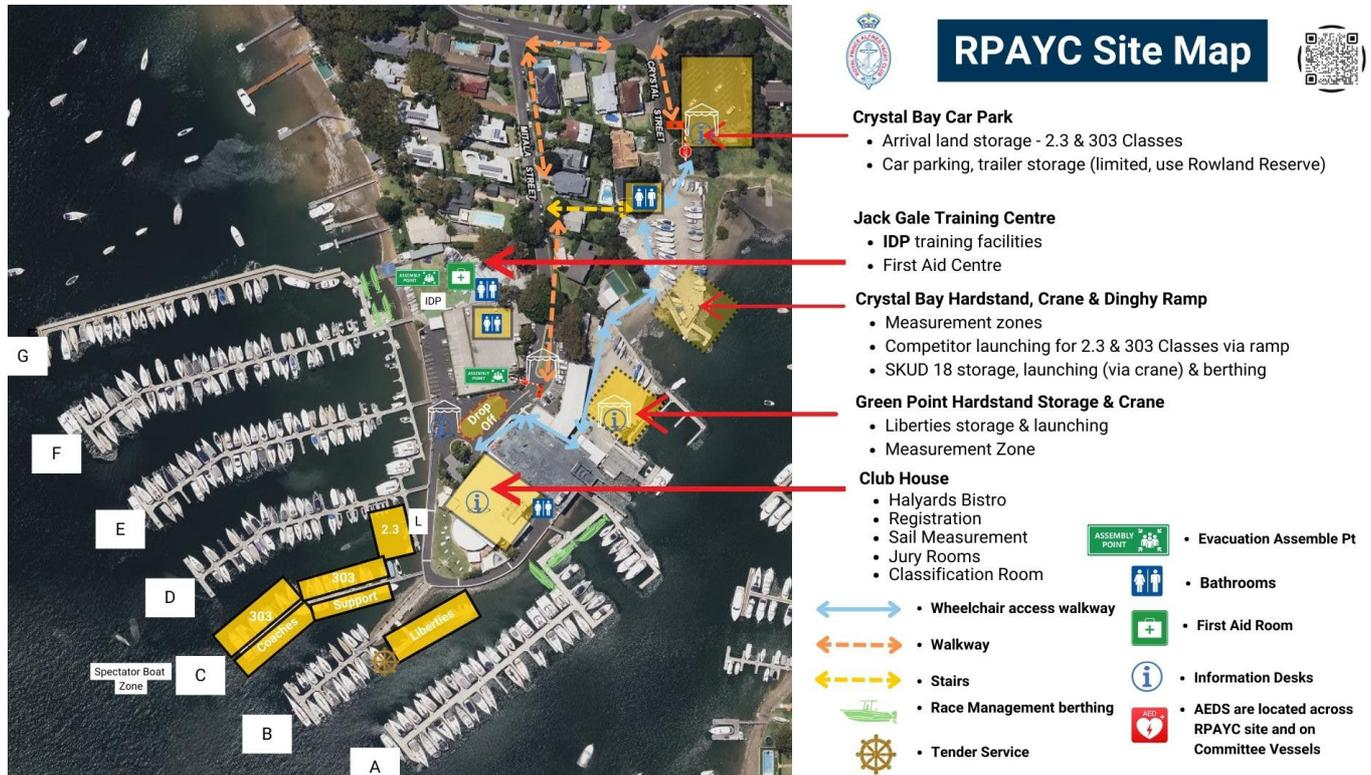 RPAYC Site Map
ROYAL PRINCE ALFRED YACHT CLUB
Crystal Bay Car Park
• Arrival land storage - 2.3 & 303 Classes
• Car parking, trailer storage (limited, use Rowland Reserve)
Jack Gale Training Centre
• IDP training facilities
• First Aid Centre
Crystal Bay Hardstand, Crane & Dinghy Ramp
• Measurement zones
• Competitor launching for 2.3 & 303 Classes via ramp
• SKUD 18 storage, launching (via crane) & berthing
Green Point Hardstand Storage & Crane
• Liberties storage & launching
• Measurement Zone
Club House
• Halyards Bistro
• Registration
• Sail Measurement
• Jury Rooms
• Classification Room
• Wheelchair access walkway
• Walkway
• Stairs
• Race Management berthing
• Tender Service
ASSEMBLY
POINT
• Evacuation Assemble Pt
• Bathrooms
• First Aid Room
i
• Information Desks
AED
• AEDS are located across
RPAYC site and on
Committee Vessels
CRYSTAL STREET
MITALA STREET
i
ASSEMBLY
POINT
IDP
ASSEMBLY
POINT
Drop
Off
i
i
i
G
F
E
D
C
B
A
L
2.3
303
Support
303
Coaches
Liberties
Spectator Boat
Zone